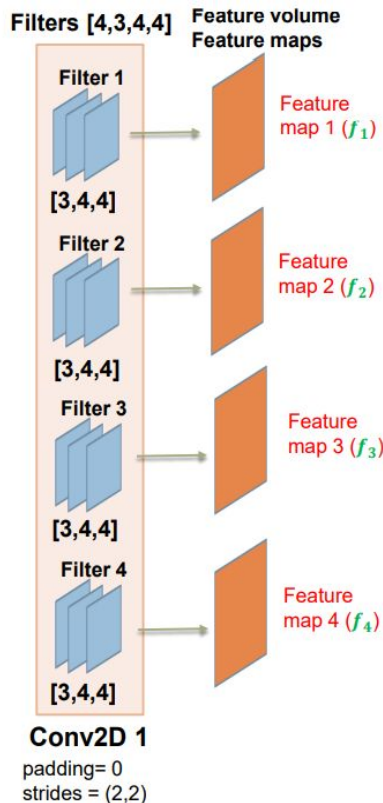 Filters [4,3,4,4]
Feature volume
Feature maps
Filter 1
[3,4,4]
Feature
map 1 (f₁)
Filter 2
[3,4,4]
Feature
map 2 (f₂)
Filter 3
[3,4,4]
Feature
map 3 (f₃)
Filter 4
[3,4,4]
Feature
map 4 (f₄)
Conv2D 1
padding= 0
strides = (2,2)